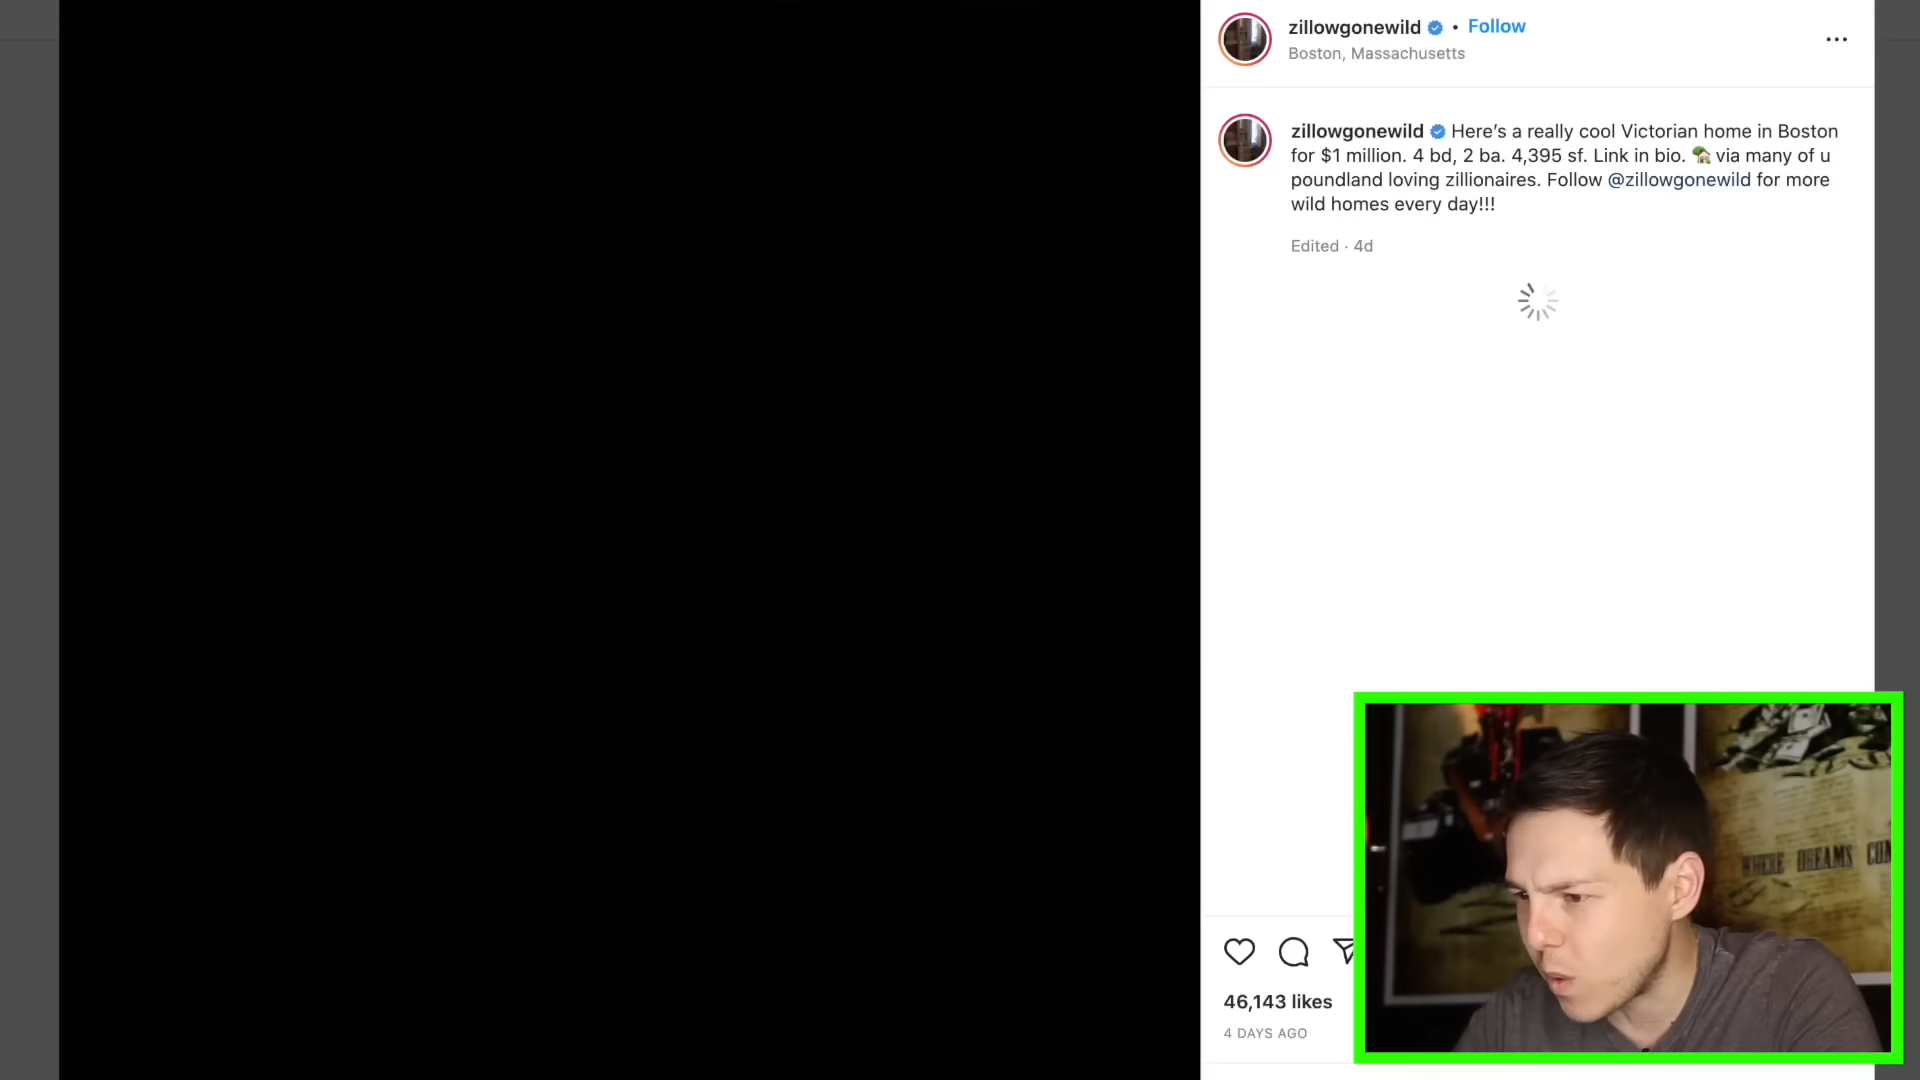 zillowgonewild • Follow
Boston, Massachusetts
zillowgonewild Here’s a really cool Victorian home in Boston
for $1 million. 4 bd, 2 ba. 4,395 sf. Link in bio. 🏡 via many of u
poundland loving zillionaires. Follow @zillowgonewild for more
wild homes every day!!!
Edited · 4d
WHERE DREAMS
46,143 likes
4 DAYS AGO